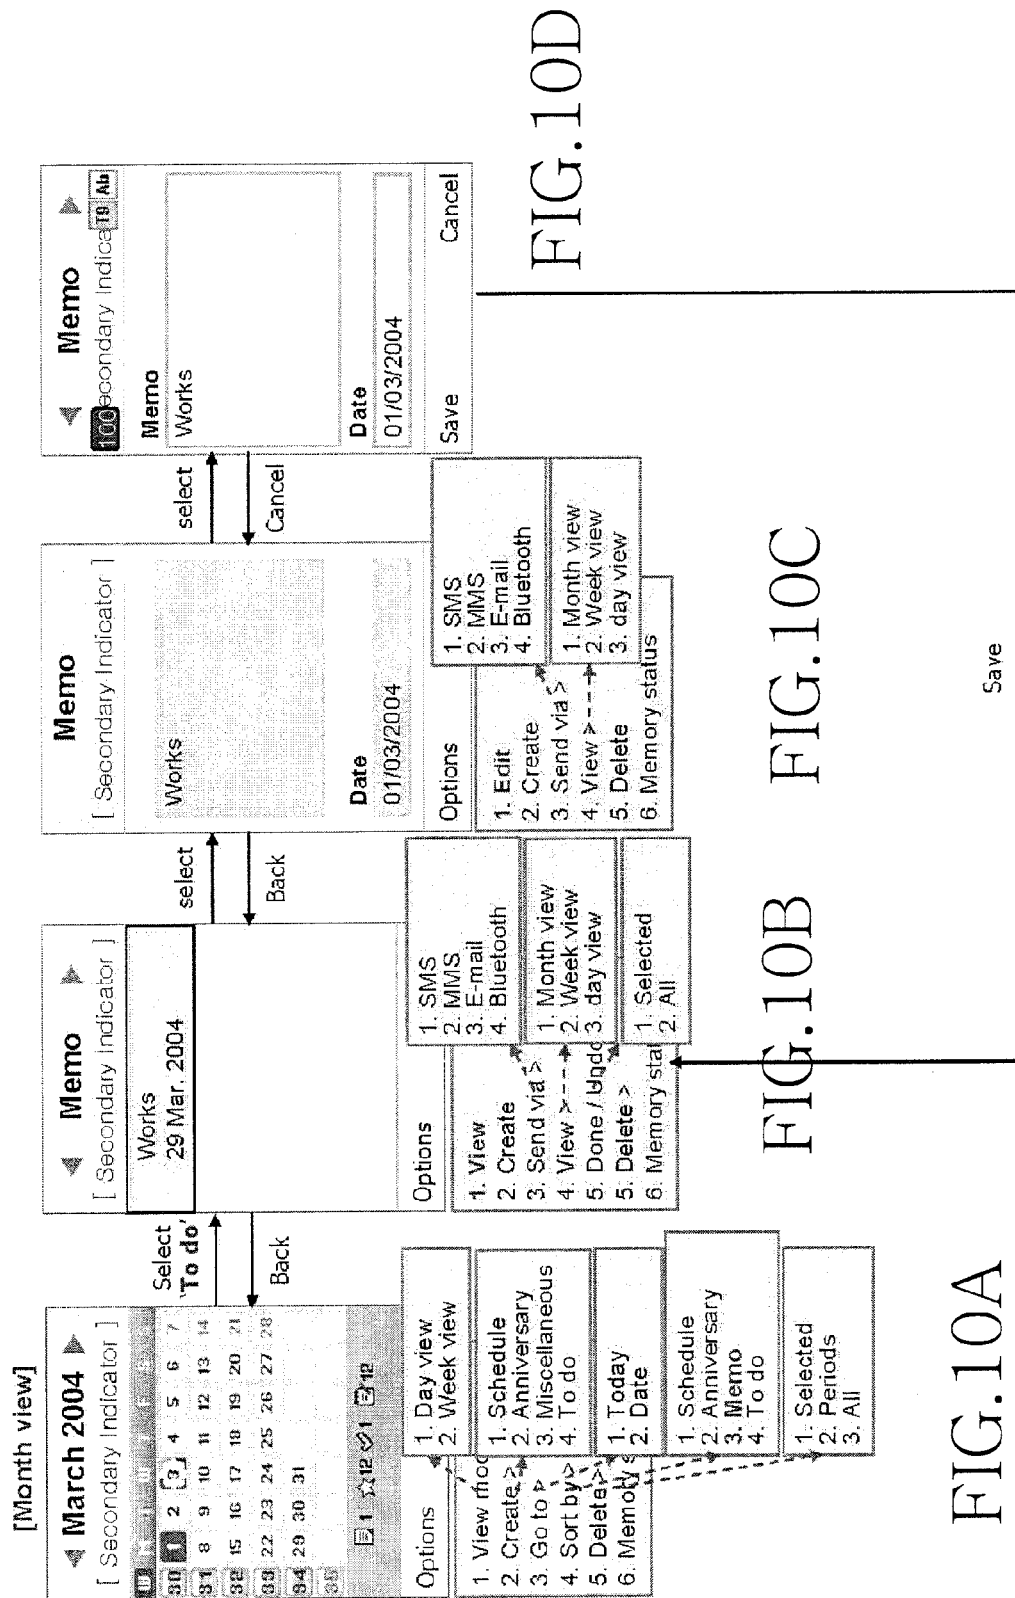 [Month view]
March 2004
[ Secondary Indicator ]
1 2 3 4 5 6 7
31 8 9 10 11 12 13 14
32 15 16 17 18 19 20 21
33 22 23 24 25 26 27 28
34 29 30 31
35
1 12 1 12
Options
1. View
2. Create >
3. Go to >
4. Sort by >
5. Delete >
6. Memory
1. Day view
2. Week view
1. Schedule
2. Anniversary
3. Miscellaneous
4. To do
1. Today
2. Date
1. Schedule
2. Anniversary
3. Memo
4. To do
1. Selected
2. Periods
3. All
FIG.10A
Select
'To do'
Back
Memo
[ Secondary Indicator ]
Works
29 Mar. 2004
Options
1. View
2. Create
3. Send via >
4. View >
5. Done / Undo
5. Delete >
6. Memory stat
1. SMS
2. MMS
3. E-mail
4. Bluetooth
1. Month view
2. Week view
3. day view
1. Selected
2. All
FIG.10B
select
Back
Memo
[ Secondary Indicator ]
Works
Date
01/03/2004
Options
1. Edit
2. Create
3. Send via >
4. View >
5. Delete
6. Memory status
1. SMS
2. MMS
3. E-mail
4. Bluetooth
1. Month view
2. Week view
3. day view
FIG.10C
select
Cancel
Memo
100 econdary Indica T9 Ab
Memo
Works
Date
01/03/2004
Save Cancel
FIG.10D
Save